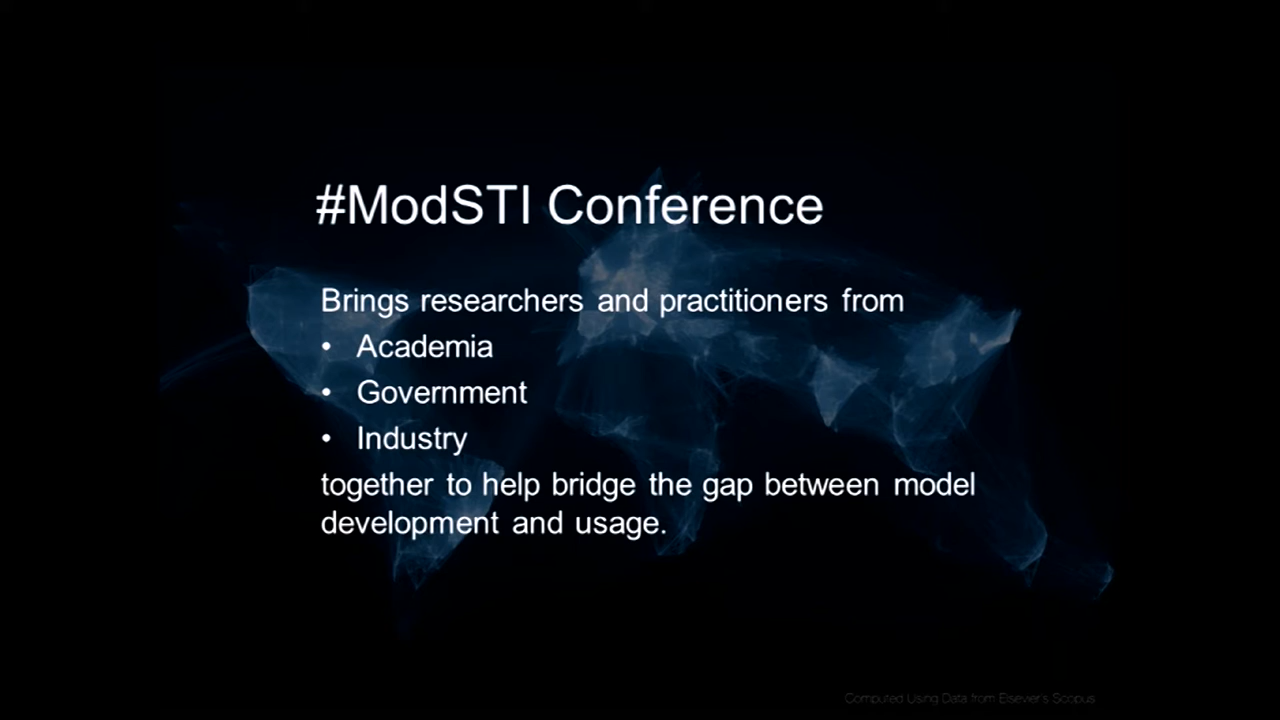 #ModSTI Conference
Brings researchers and practitioners from
• Academia
• Government
• Industry
together to help bridge the gap between model
development and usage.
Computed Using Data from Elsevier's Scopus